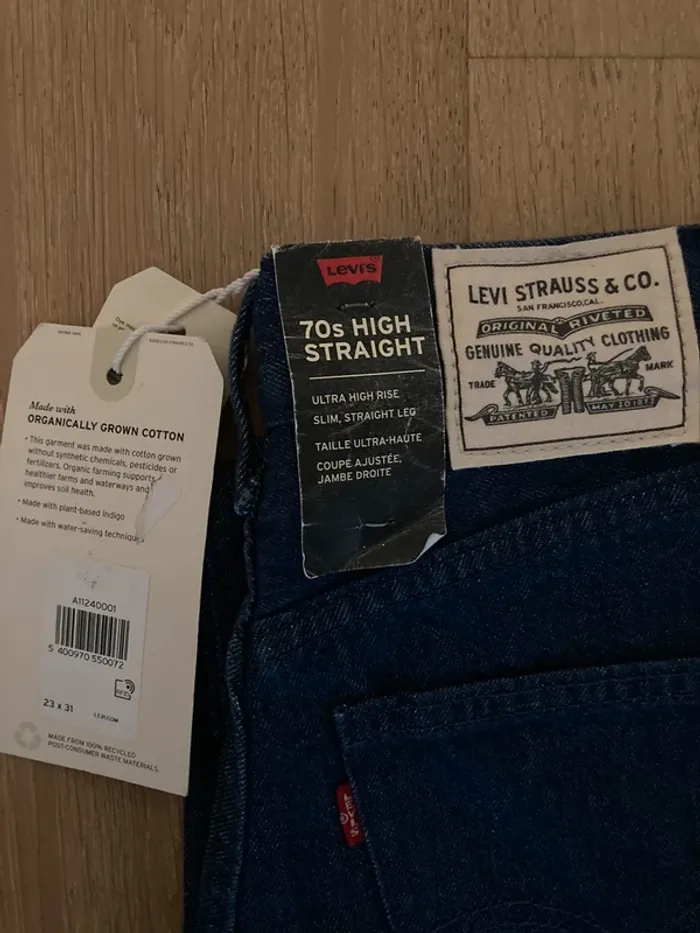 LEVI'S
70s HIGH
STRAIGHT
ULTRA HIGH RISE
SLIM, STRAIGHT LEG
TAILLE ULTRA-HAUTE
COUPE AJUSTÉE,
JAMBE DROITE
LEVI STRAUSS & CO.
SAN FRANCISCO, CAL.
ORIGINAL RIVETED
GENUINE QUALITY CLOTHING
TRADE MARK
PATENTED MAY 20 1873
Made with
ORGANICALLY GROWN COTTON
• This garment was made with cotton grown
without synthetic chemicals, pesticides or
fertilizers. Organic farming supports
healthier farms and waterways and
improves soil health.
• Made with plant-based indigo
• Made with water-saving techniques
A11240001
5 400970 550072
23 x 31
LEVI.COM
MADE FROM 100% RECYCLED
POST-CONSUMER WASTE MATERIALS.
LEVI'S